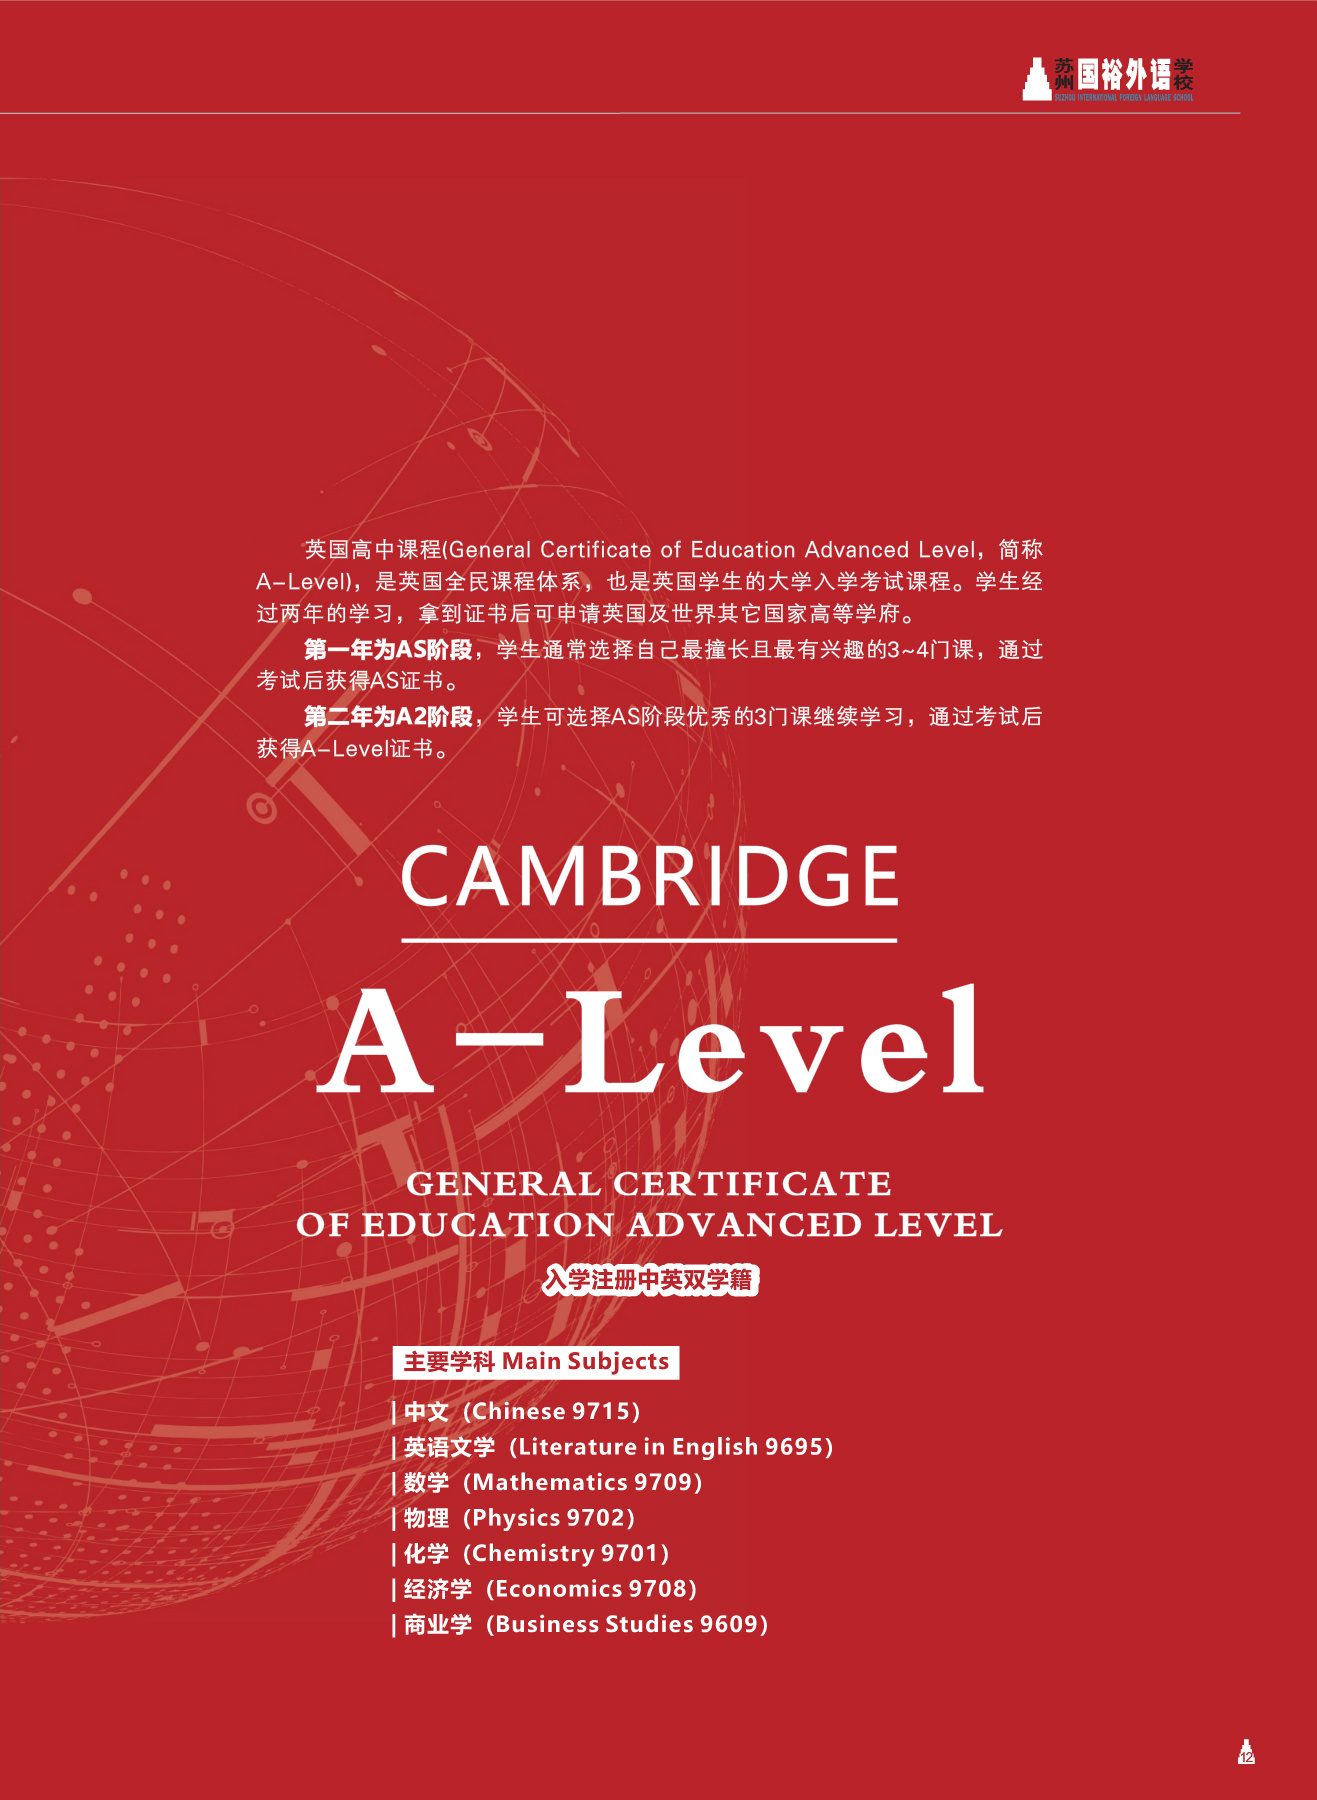 苏州国裕外语学校
SUZHOU INTERNATIONAL FOREIGN LANGUAGE SCHOOL
英国高中课程(General Certificate of Education Advanced Level，简称
A-Level)，是英国全民课程体系，也是英国学生的大学入学考试课程。学生经
过两年的学习，拿到证书后可申请英国及世界其它国家高等学府。
第一年为AS阶段，学生通常选择自己最撞长且最有兴趣的3~4门课，通过
考试后获得AS证书。
第二年为A2阶段，学生可选择AS阶段优秀的3门课继续学习，通过考试后
获得A-Level证书。
CAMBRIDGE
A-Level
GENERAL CERTIFICATE
OF EDUCATION ADVANCED LEVEL
入学注册中英双学籍
主要学科 Main Subjects
中文（Chinese 9715）
英语文学（Literature in English 9695）
数学（Mathematics 9709）
物理（Physics 9702）
化学（Chemistry 9701）
经济学（Economics 9708）
商业学（Business Studies 9609）
12